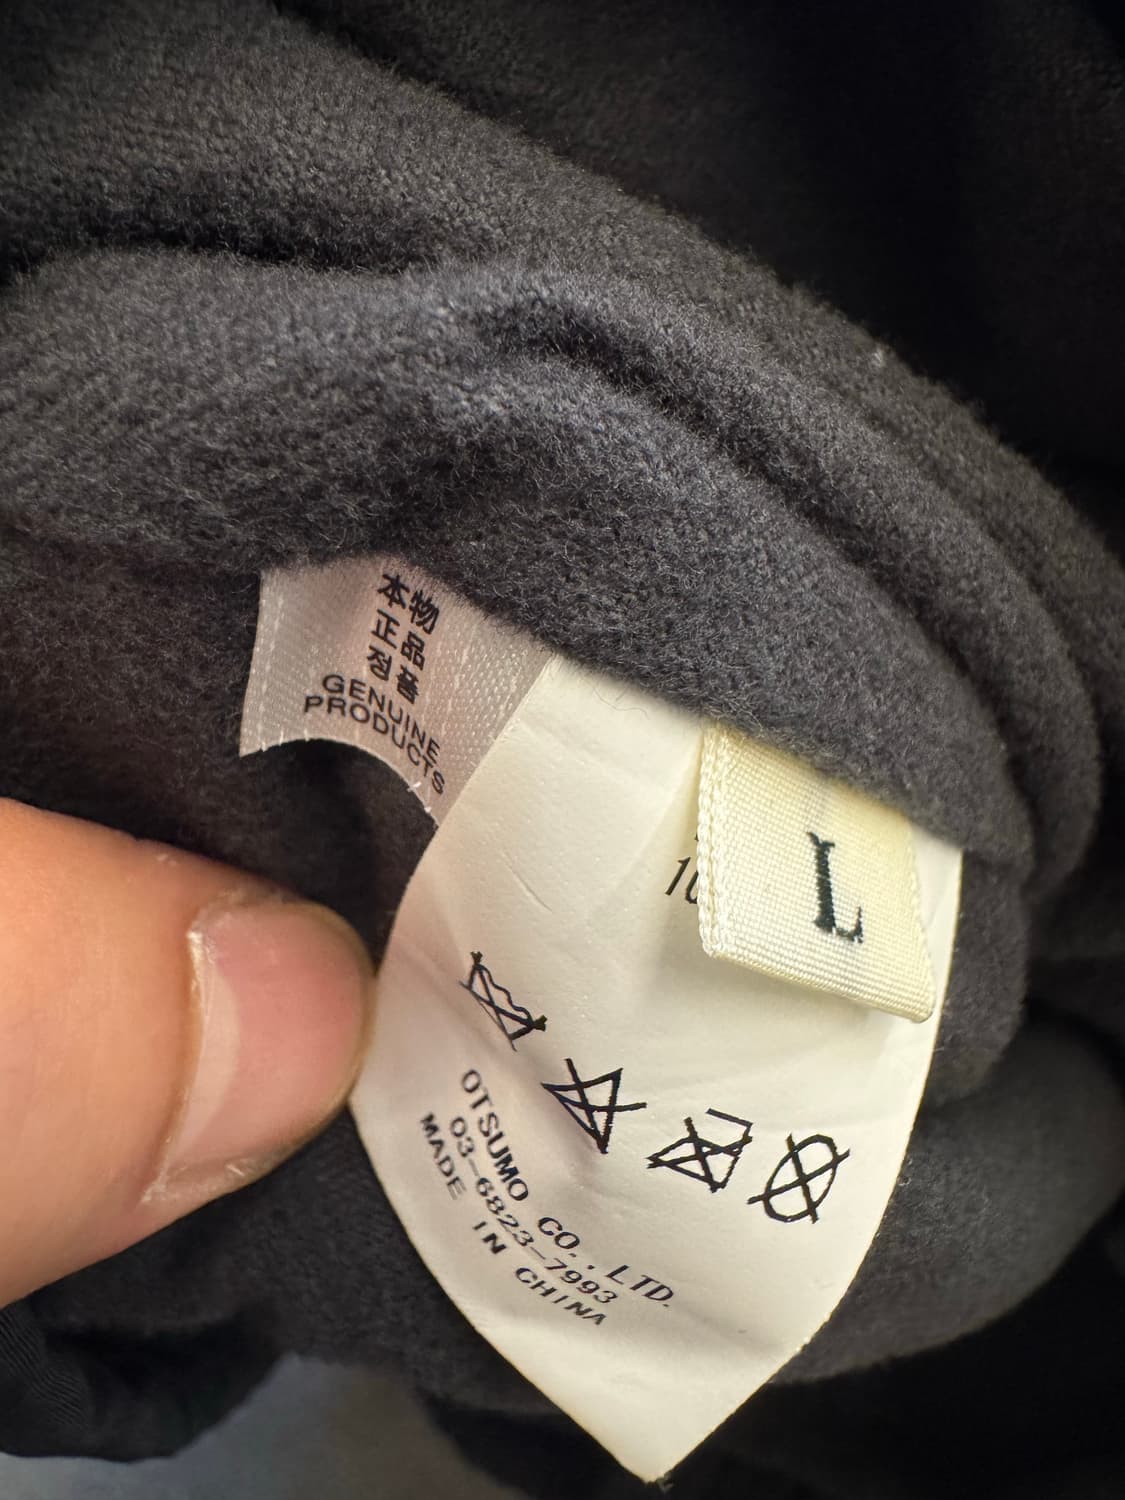 本物
正品
정품
GENUINE
PRODUCTS
L
OTSUMO CO.,LTD.
03-6823-7993
MADE IN CHINA